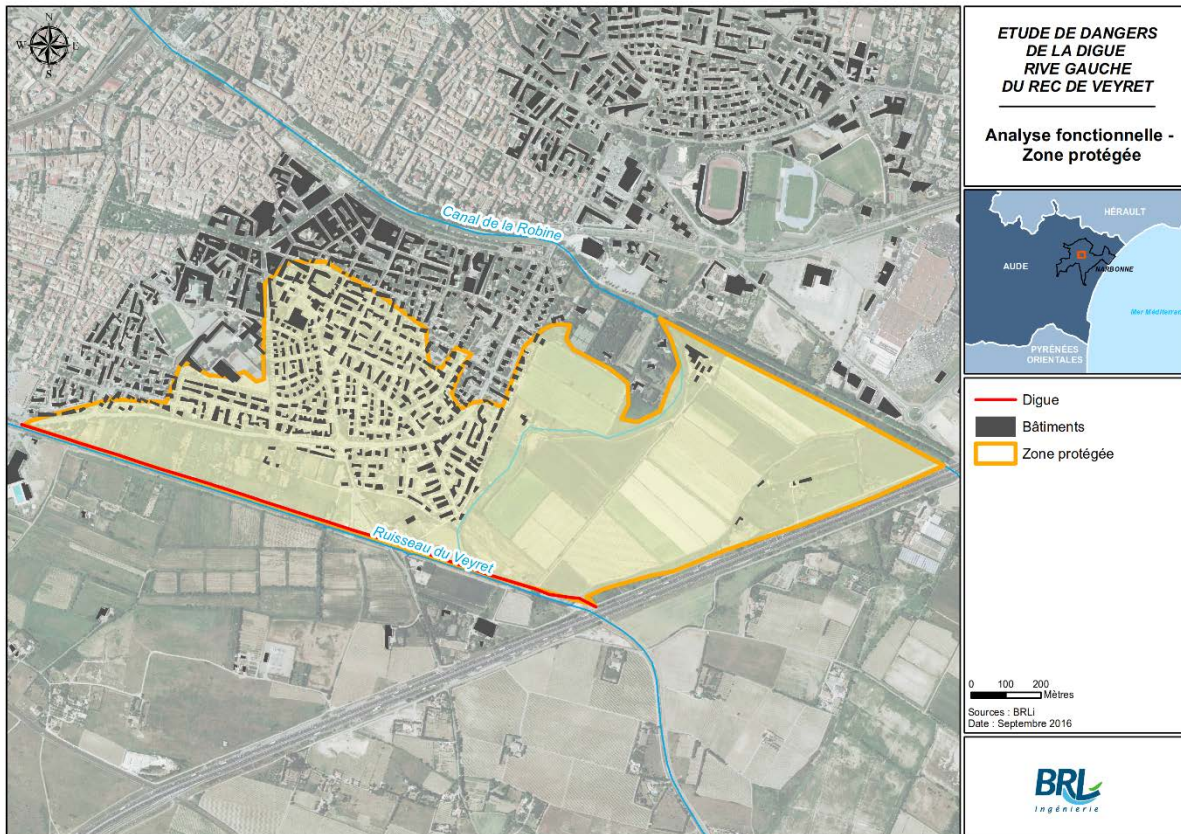 N
W E
S
Canal de la Robine
Ruisseau du Veyret
ETUDE DE DANGERS
DE LA DIGUE
RIVE GAUCHE
DU REC DE VEYRET
Analyse fonctionnelle -
Zone protégée
HÉRAULT
AUDE
NARBONNE
Mer Méditerran
PYRÉNÉES
ORIENTALES
Digue
Bâtiments
Zone protégée
0 100 200
Mètres
Sources : BRLi
Date : Septembre 2016
BRL
Ingénierie